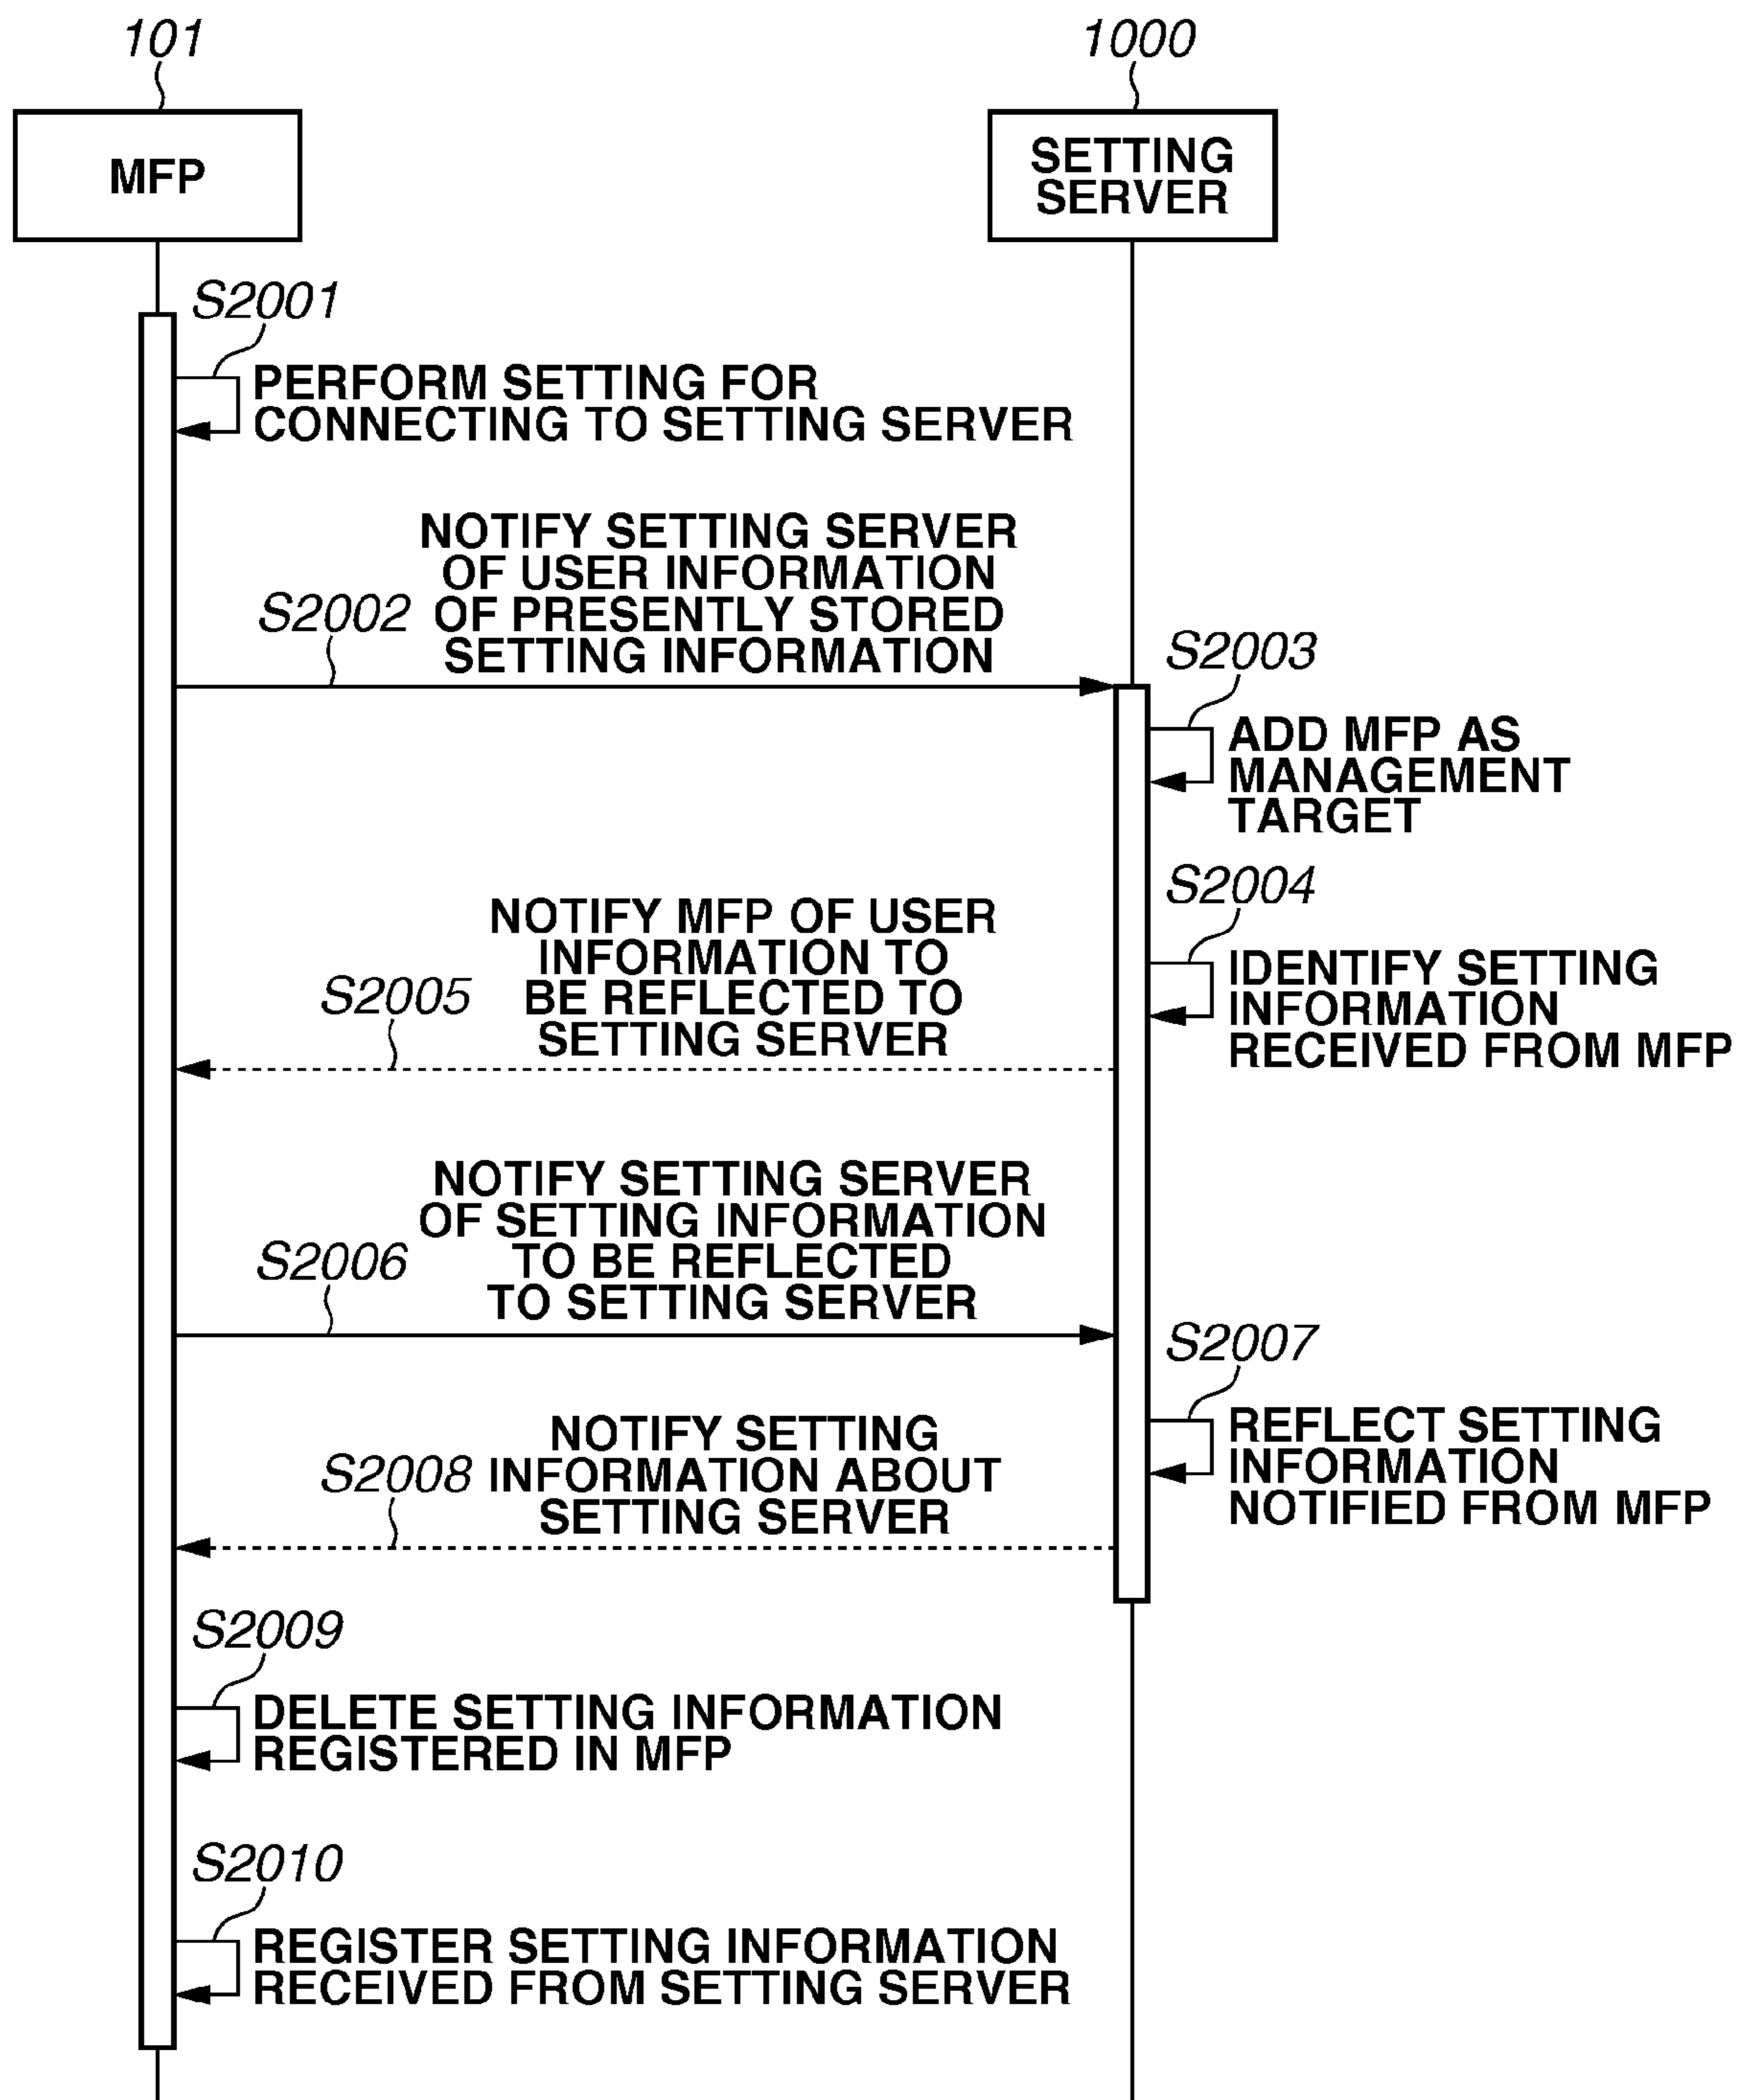 101
1000
MFP
SETTING
SERVER
S2001
PERFORM SETTING FOR
CONNECTING TO SETTING SERVER
NOTIFY SETTING SERVER
OF USER INFORMATION
OF PRESENTLY STORED
SETTING INFORMATION
S2002
S2003
ADD MFP AS
MANAGEMENT
TARGET
S2004
IDENTIFY SETTING
INFORMATION
RECEIVED FROM MFP
NOTIFY MFP OF USER
INFORMATION TO
BE REFLECTED TO
SETTING SERVER
S2005
NOTIFY SETTING SERVER
OF SETTING INFORMATION
TO BE REFLECTED
TO SETTING SERVER
S2006
S2007
REFLECT SETTING
INFORMATION
NOTIFIED FROM MFP
NOTIFY SETTING
INFORMATION ABOUT
SETTING SERVER
S2008
S2009
DELETE SETTING INFORMATION
REGISTERED IN MFP
S2010
REGISTER SETTING INFORMATION
RECEIVED FROM SETTING SERVER